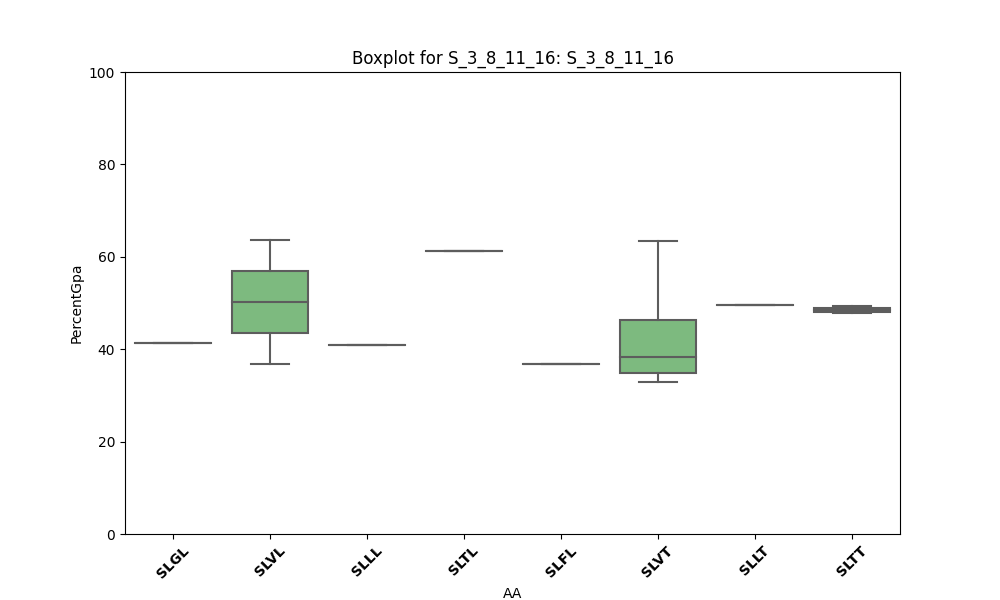 Boxplot for S_3_8_11_16: S_3_8_11_16
100
80
60
40
20
0
PercentGpa
SLGL SLVL SLLL SLTL SLFL SLVT SLLT SLTT
AA